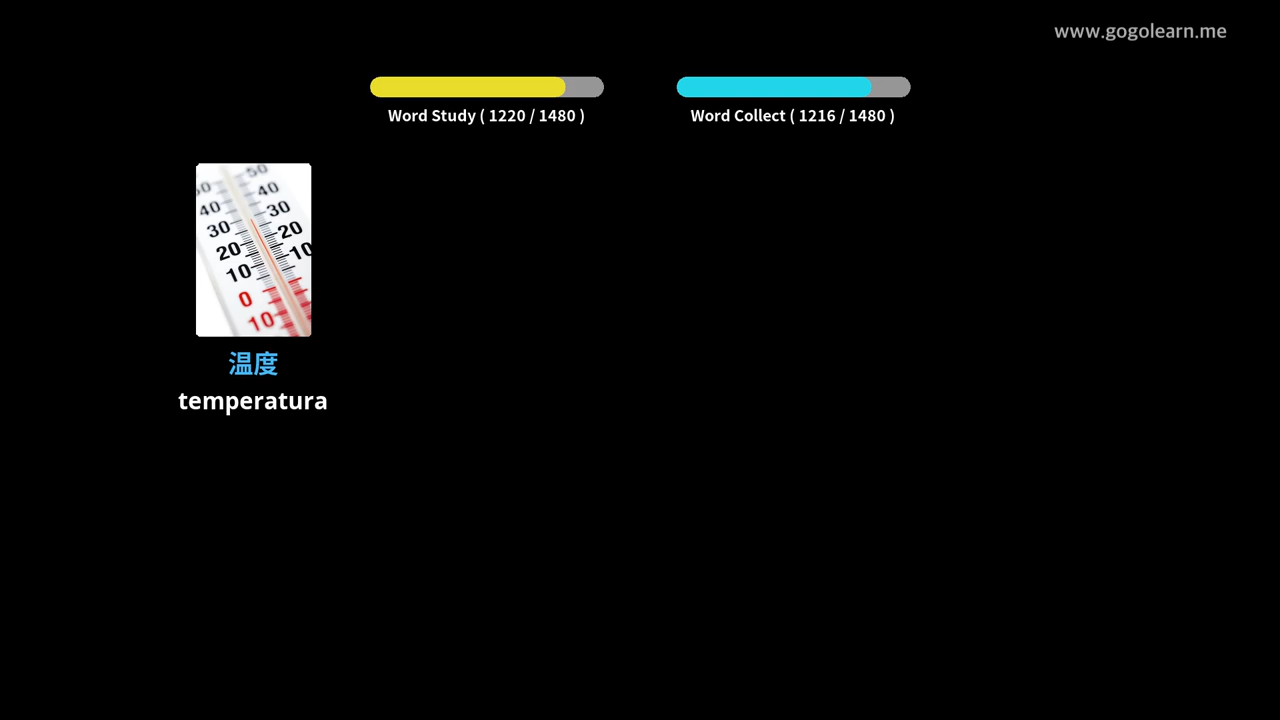 www.gogolearn.me
Word Study ( 1220 / 1480 )
Word Collect ( 1216 / 1480 )
50
40 40
30 30
20 20
10 10
0
10
温度
temperatura